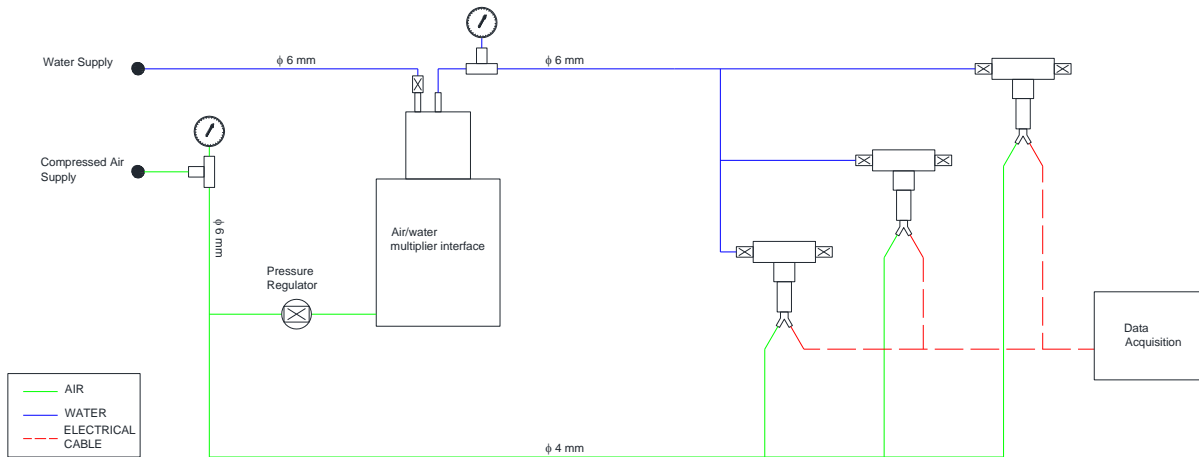 Water Supply
ϕ 6 mm
ϕ 6 mm
Compressed Air
Supply
ϕ 6 mm
Air/water
multiplier interface
Pressure
Regulator
Data
Acquisition
AIR
WATER
ELECTRICAL
CABLE
ϕ 4 mm